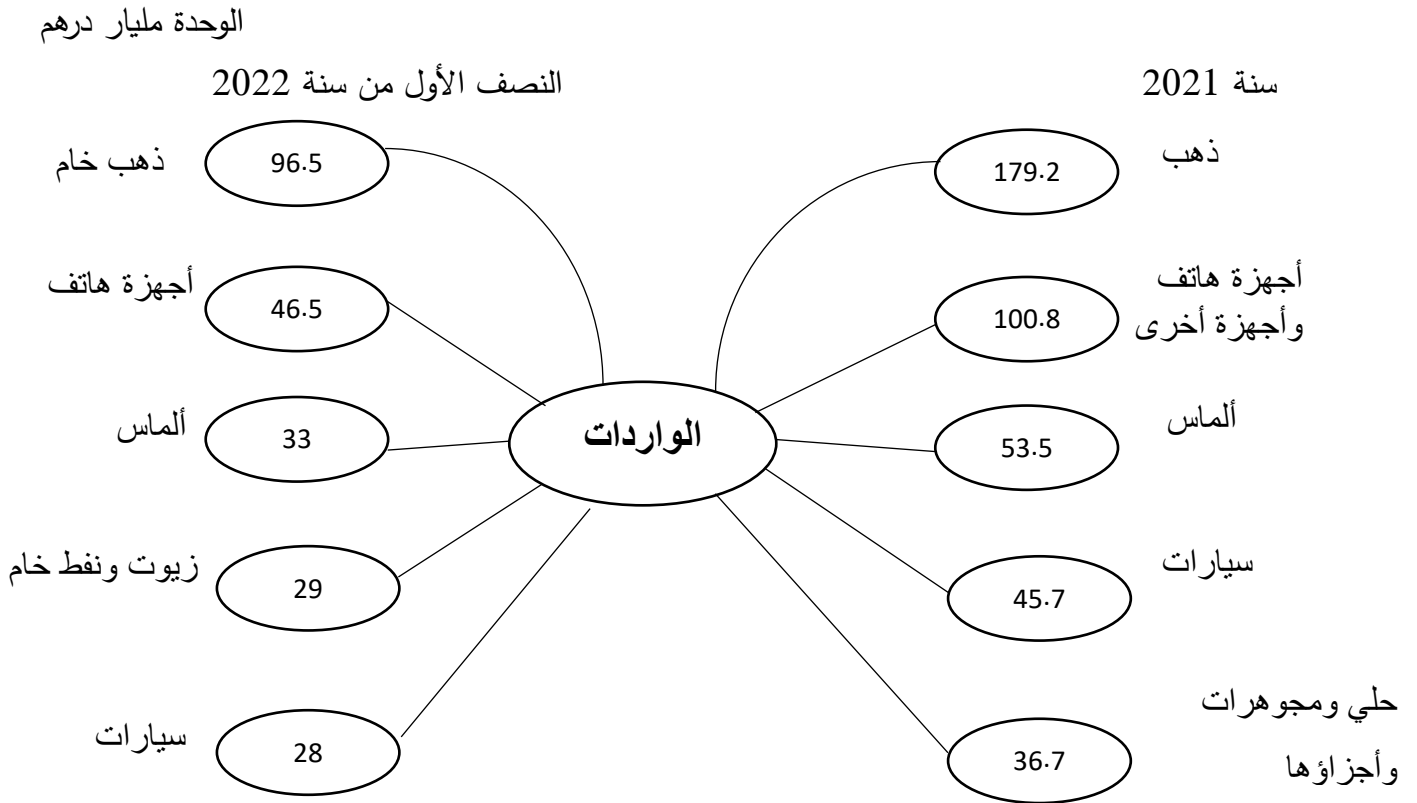 الوحدة مليار درهم
سنة 2021
النصف الأول من سنة 2022
ذهب
179.2
96.5
ذهب خام
أجهزة هاتف
وأجهزة أخرى
100.8
46.5
أجهزة هاتف
ألماس
53.5
الواردات
33
ألماس
سيارات
45.7
29
زيوت ونفط خام
حلي ومجوهرات
وأجزاؤها
36.7
28
سيارات